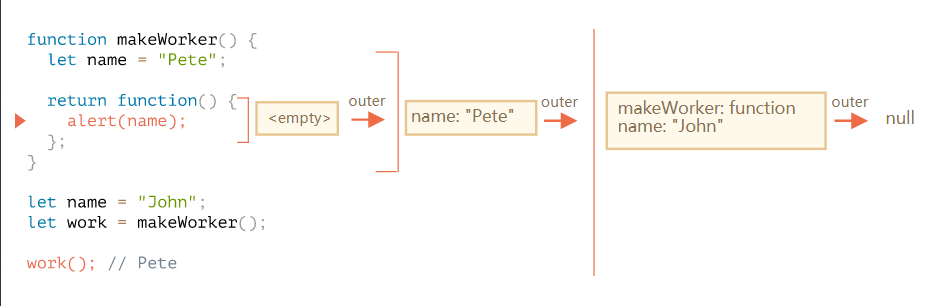 function makeWorker() {
let name = "Pete";
return function() {
alert(name);
};
}
let name = "John";
let work = makeWorker();
work(); // Pete
<empty>
outer
name: "Pete"
outer
makeWorker: function
name: "John"
outer
null